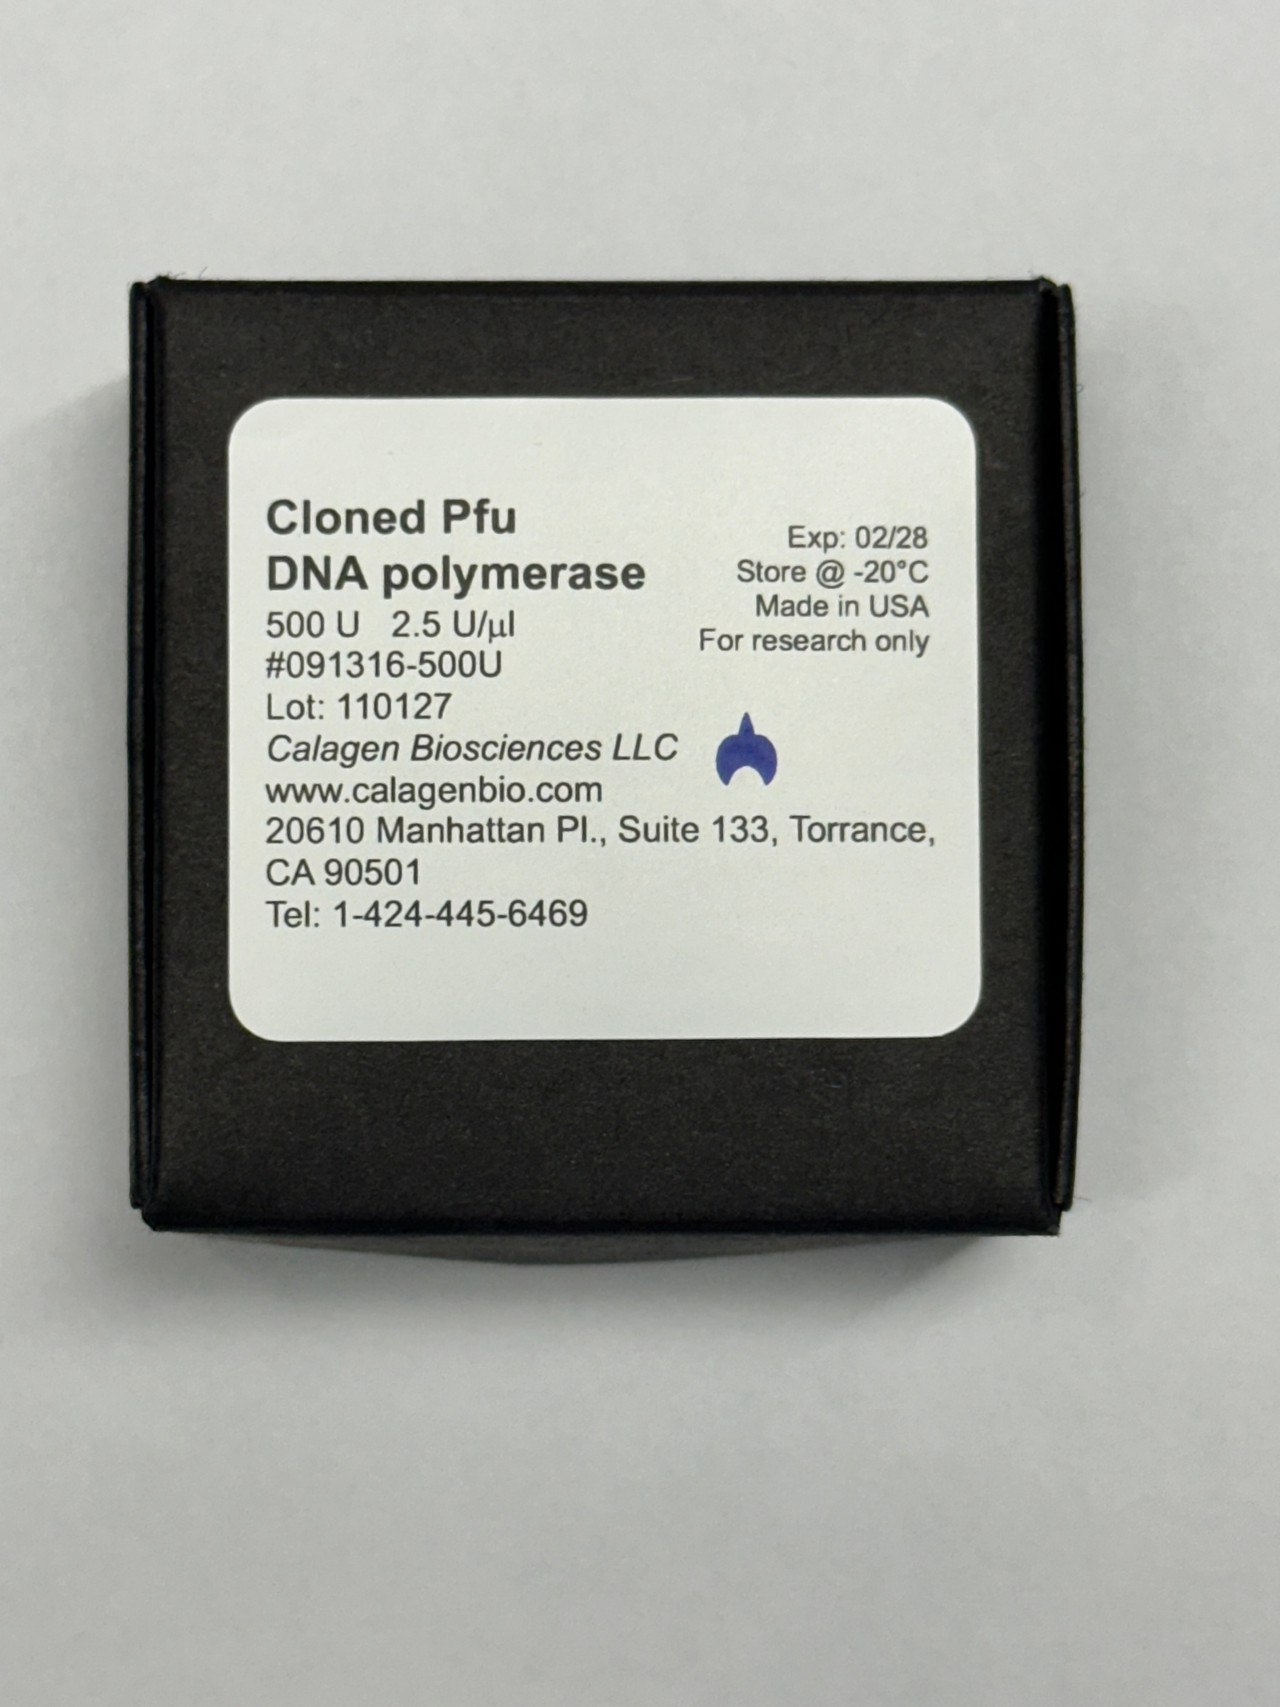 Cloned Pfu
DNA polymerase
500 U 2.5 U/µl
#091316-500U
Lot: 110127
Calagen Biosciences LLC
www.calagenbio.com
20610 Manhattan Pl., Suite 133, Torrance,
CA 90501
Tel: 1-424-445-6469
Exp: 02/28
Store @ -20°C
Made in USA
For research only